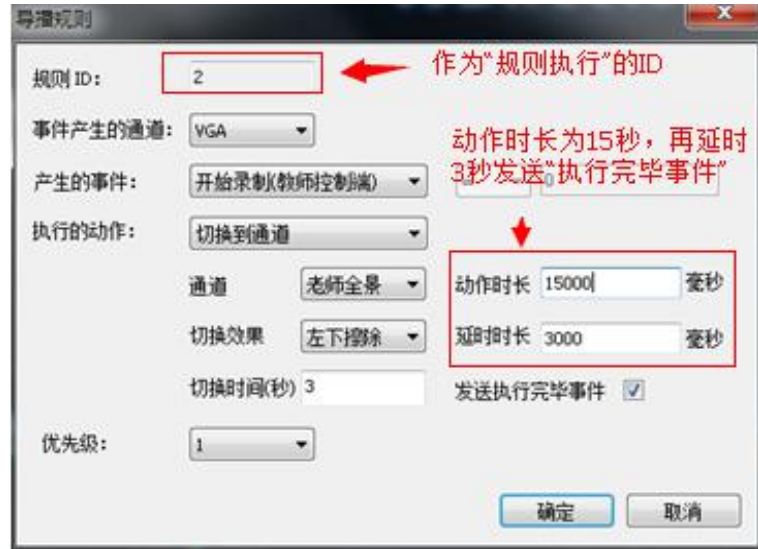 导播规则
规则ID： 2
作为“规则执行”的ID
事件产生的通道： VGA
动作时长为15秒，再延时
3秒发送“执行完毕事件”
产生的事件： 开始录制(教师控制端)
执行的动作： 切换到通道
通道 老师全景 动作时长 15000 毫秒
切换效果 左下擦除 延时时长 3000 毫秒
切换时间(秒) 3 发送执行完毕事件
优先级： 1
确定 取消